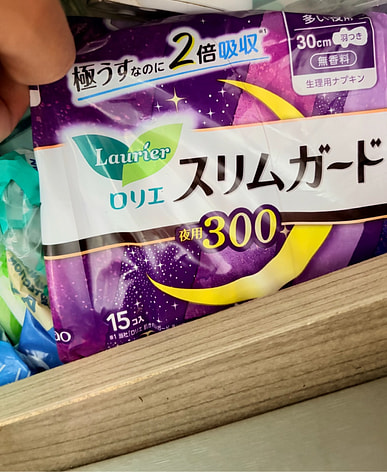 極うすなのに2倍吸収※1
多い夜用
30cm 羽つき
無香料
生理用ナプキン
Laurier
ロリエ
スリムガード
夜用300
15コ入